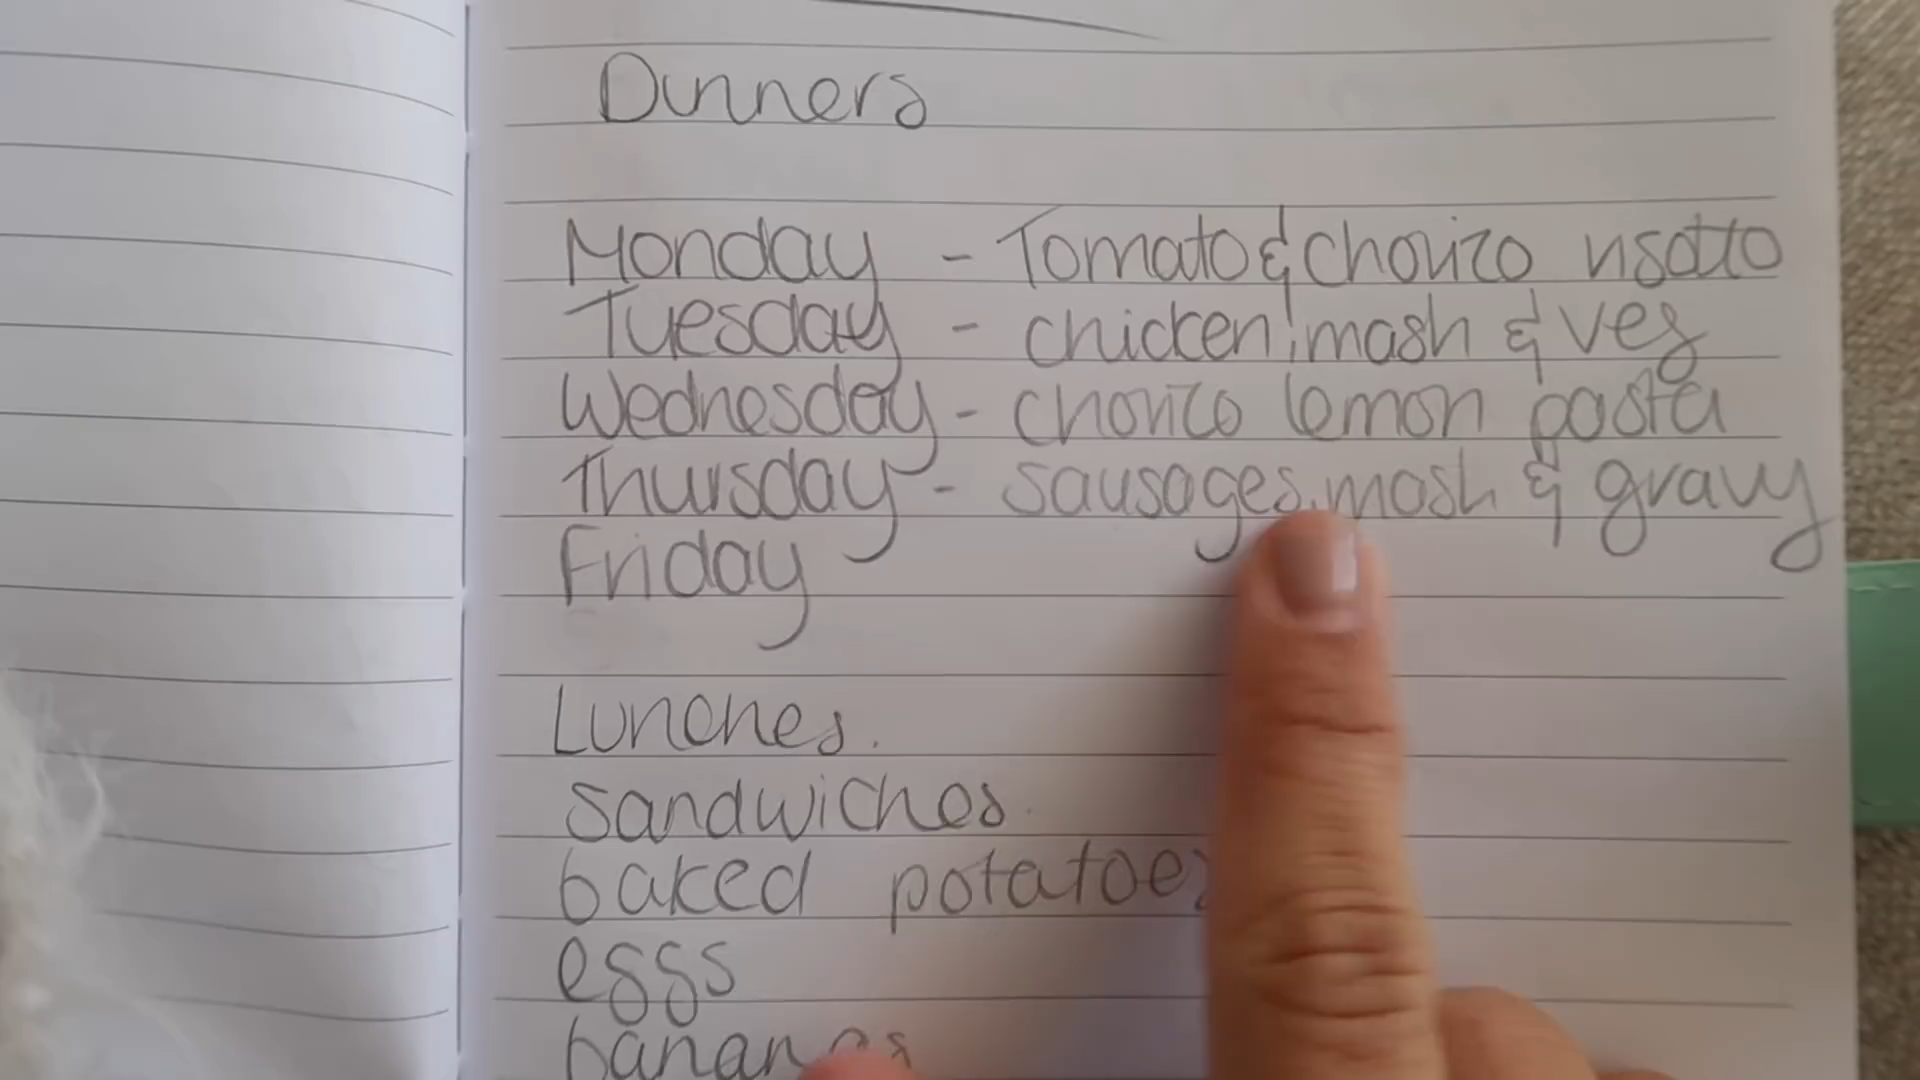 Dinners
Monday - Tomato & chorizo risotto
Tuesday - chicken, mash & veg
Wednesday - chorizo lemon pasta
Thursday - sausages, mash & gravy
Friday
Lunches.
sandwiches
baked potatoes
eggs
bananas